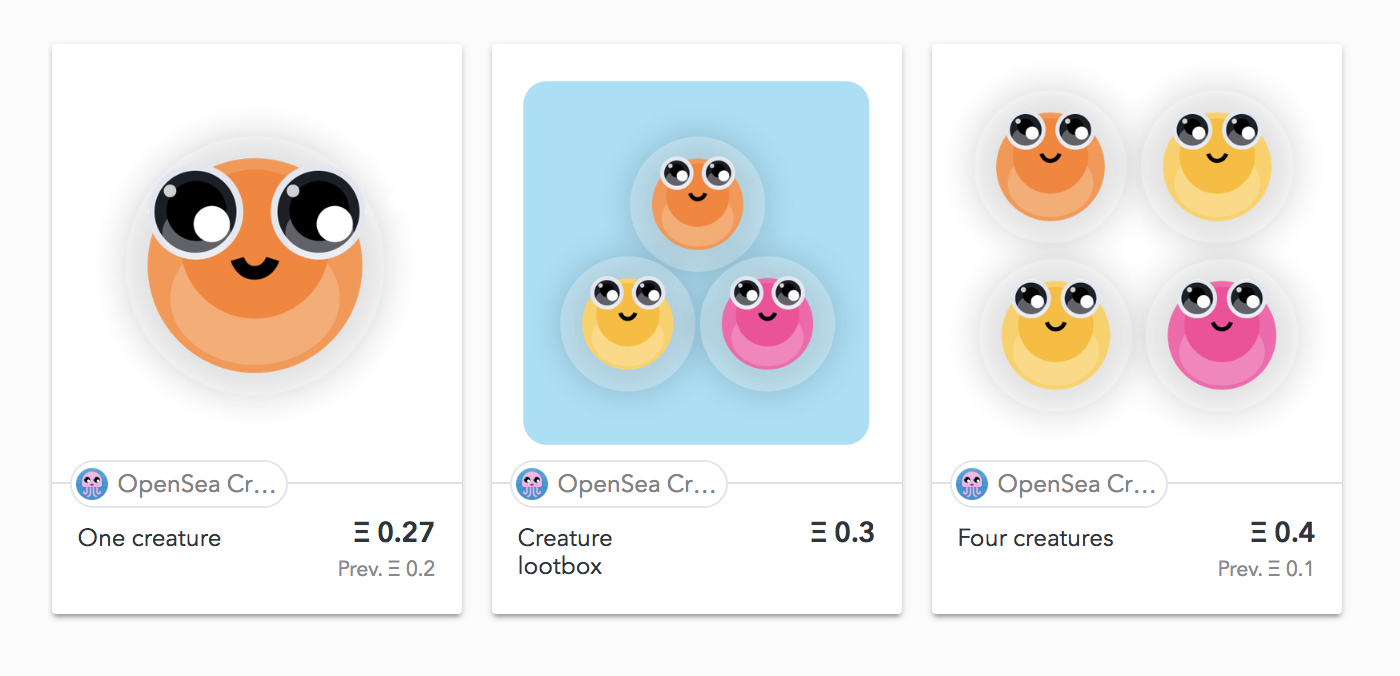 OpenSea Cr...
One creature
Ξ 0.27
Prev. Ξ 0.2
OpenSea Cr...
Creature
lootbox
Ξ 0.3
OpenSea Cr...
Four creatures
Ξ 0.4
Prev. Ξ 0.1